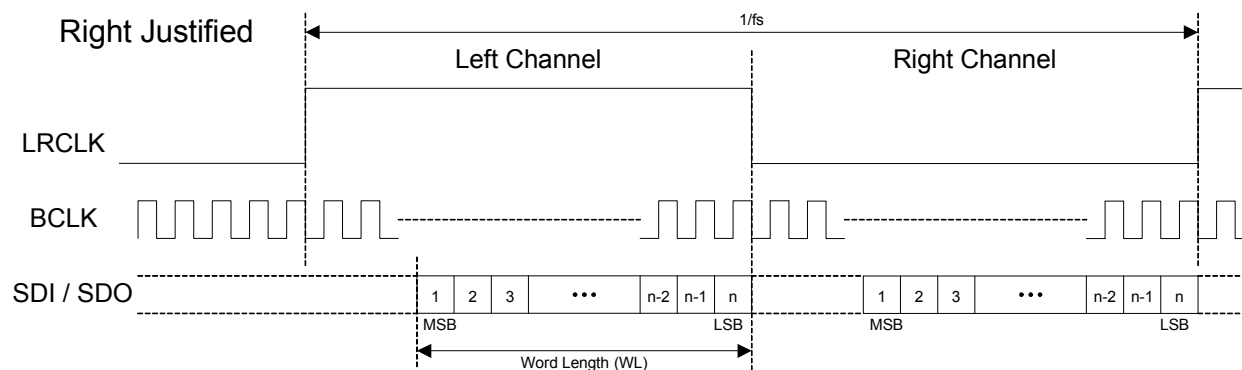 Right Justified
1/fs
Left Channel
Right Channel
LRCLK
BCLK
SDI / SDO
1 2 3 ••• n-2 n-1 n 1 2 3 ••• n-2 n-1 n
MSB LSB MSB LSB
Word Length (WL)